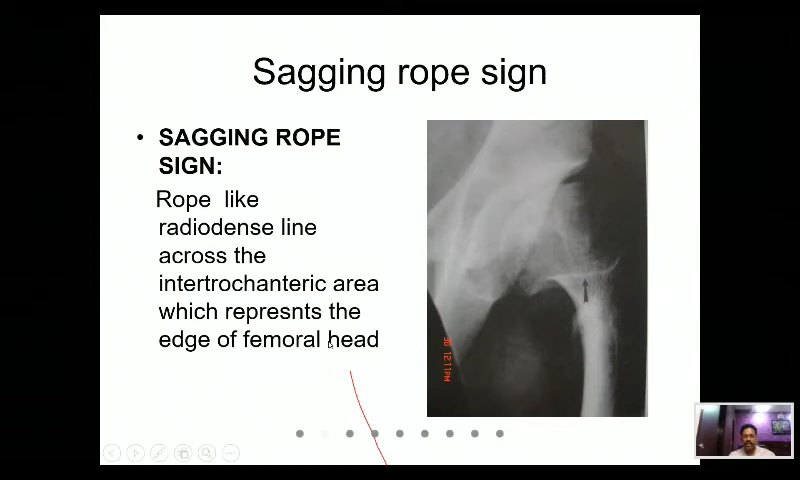 Sagging rope sign
• SAGGING ROPE
SIGN:
Rope like
radiodense line
across the
intertrochanteric area
which represnts the
edge of femoral head